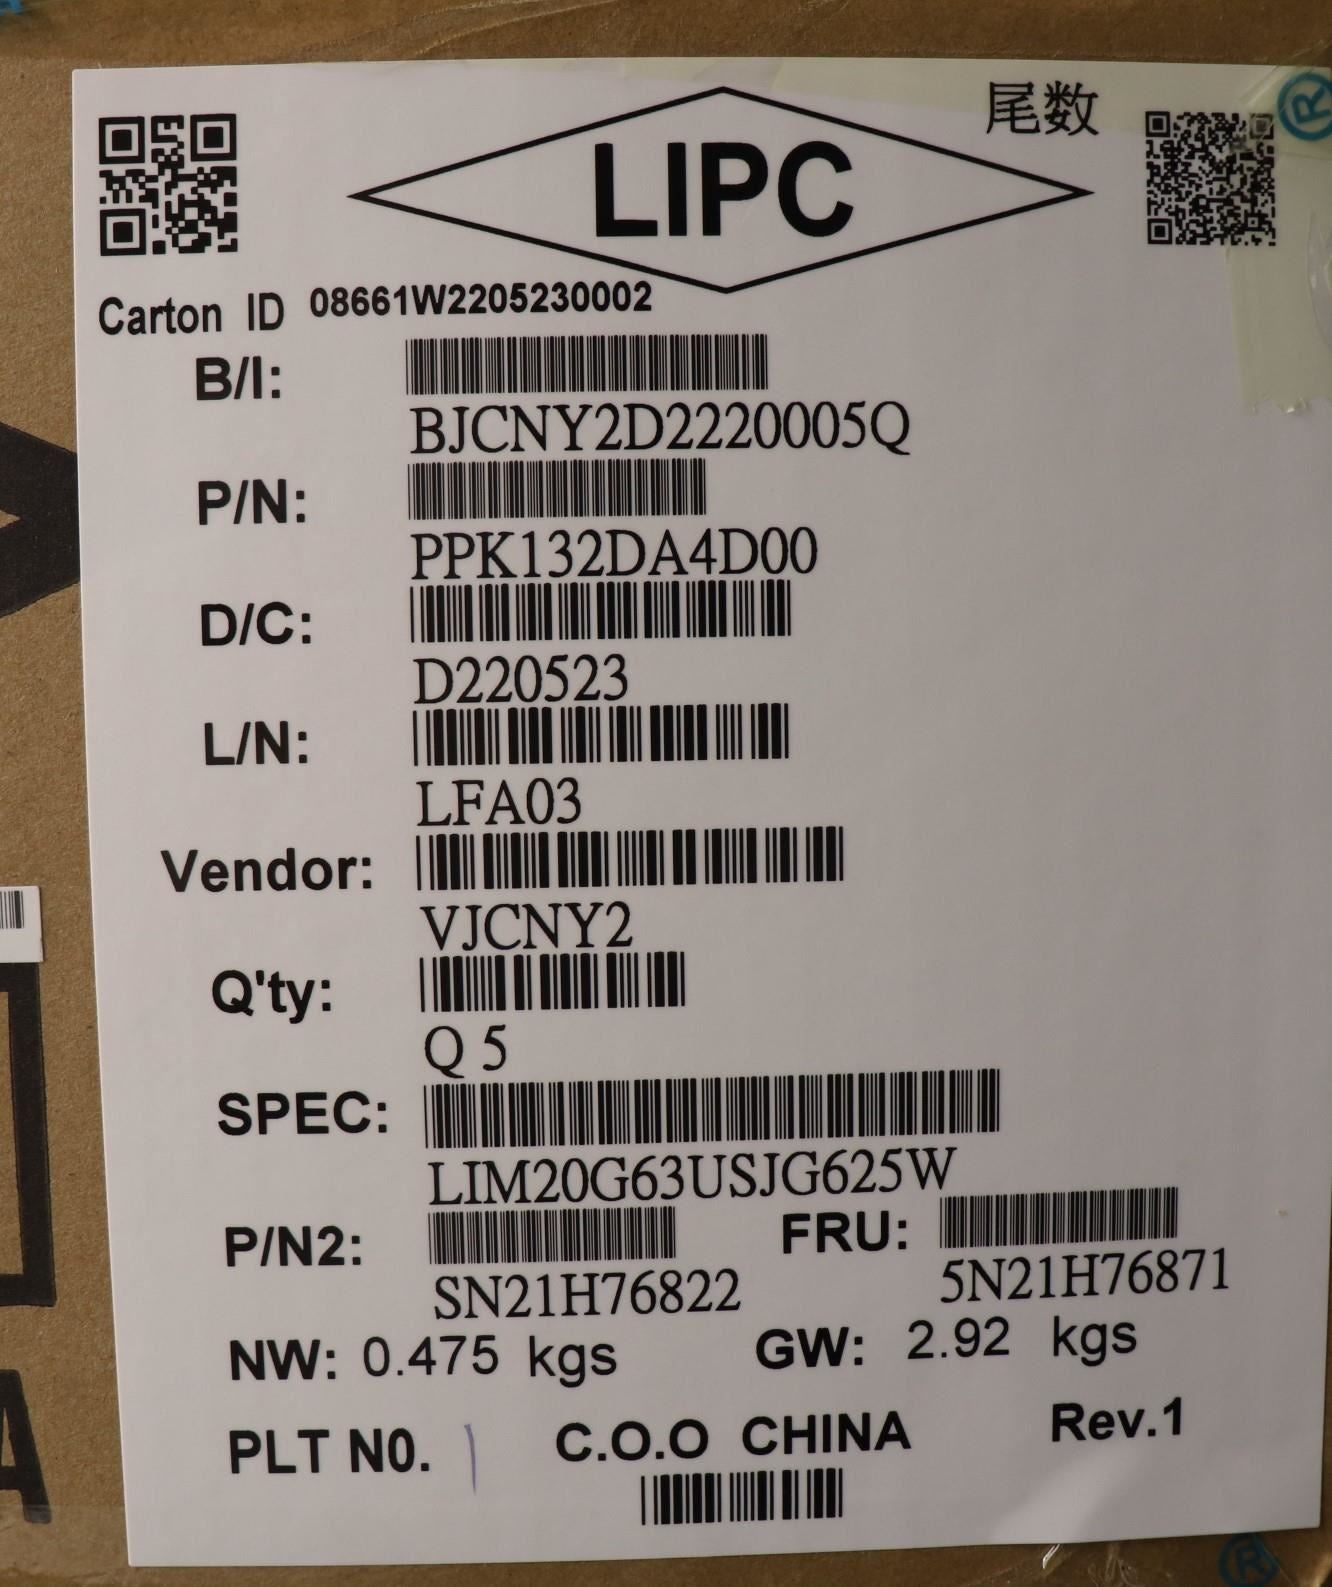 尾数
LIPC
Carton ID 08661W2205230002
B/I:
BJCNY2D2220005Q
P/N:
PPK132DA4D00
D/C:
D220523
L/N:
LFA03
Vendor:
VJCNY2
Q'ty:
Q 5
SPEC:
LIM20G63USJG625W
P/N2: FRU:
SN21H76822 5N21H76871
NW: 0.475 kgs GW: 2.92 kgs
PLT N0. 1 C.O.O CHINA Rev.1
A
®
®